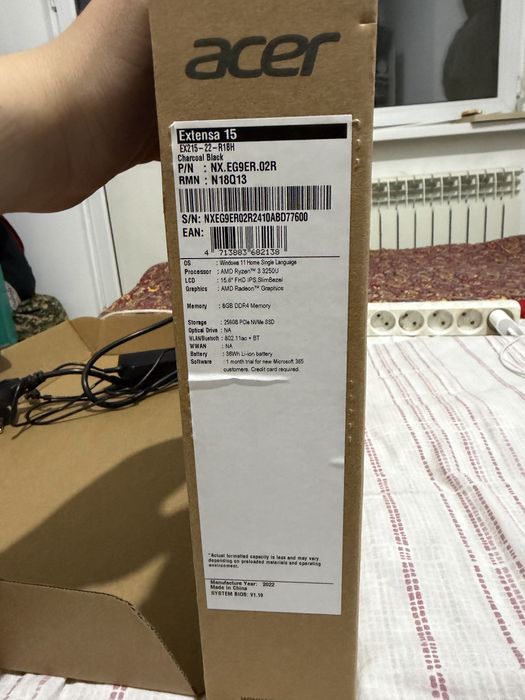 acer
Extensa 15
EX215-22-R1BH
Charcoal Black
P/N : NX.EG9ER.02R
RMN : N18Q13
S/N: NXEG9ER02R2410ABD77600
EAN:
4 713883 682138
OS : Windows 11 Home Single Language
Processor : AMD Ryzen™ 3 3250U
LCD : 15.6" FHD IPS SlimBezel
Graphics : AMD Radeon™ Graphics
Memory : 8GB DDR4 Memory
Storage : 256GB PCIe NVMe SSD
Optical Drive : NA
WLAN/Bluetooth : 802.11ac + BT
WWAN : NA
Battery : 36Wh Li-ion battery
Software : 1 month trial for new Microsoft 365
customers. Credit card required.
*Actual formatted capacity is less and may vary
depending on preloaded materials and operating
environment.
Manufacture Year: 2022
Made in China
SYSTEM BIOS: V1.10